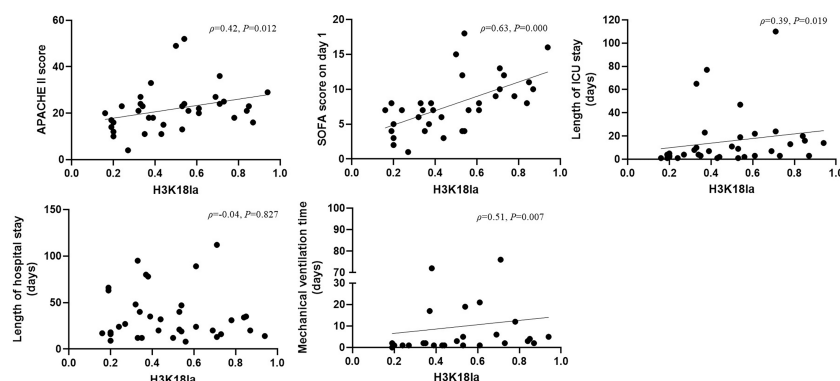 ρ=0.42, P=0.012
APACHE II score
60
40
20
0
0.0 0.2 0.4 0.6 0.8 1.0
H3K18la
ρ=0.63, P=0.000
SOFA score on day 1
20
15
10
5
0
0.0 0.2 0.4 0.6 0.8 1.0
H3K18la
ρ=0.39, P=0.019
Length of ICU stay
(days)
120
100
80
60
40
20
0
0.0 0.2 0.4 0.6 0.8 1.0
H3K18la
ρ=-0.04, P=0.827
Length of hospital stay
(days)
150
100
50
0
0.0 0.2 0.4 0.6 0.8 1.0
H3K18la
ρ=0.51, P=0.007
Mechanical ventilation time
(days)
100
90
80
70
30
20
10
0
0.0 0.2 0.4 0.6 0.8 1.0
H3K18la